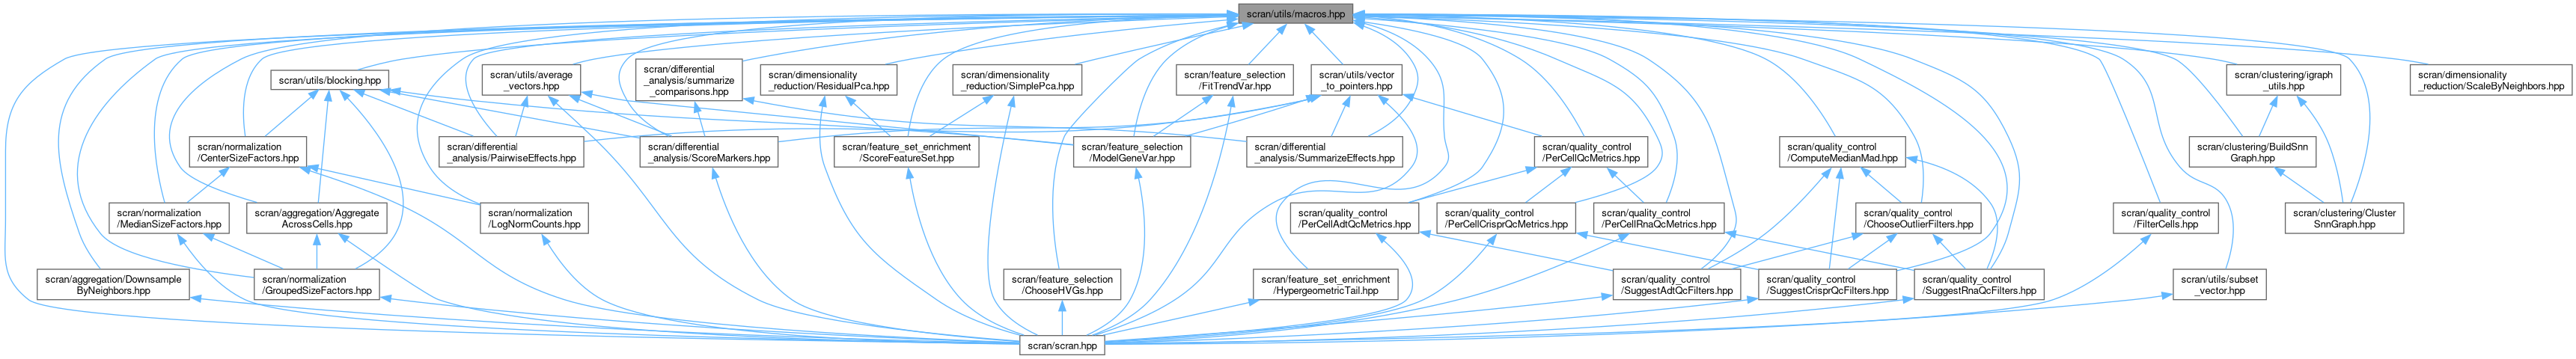 scran/utils/macros.hpp
scran/utils/blocking.hpp
scran/utils/average
_vectors.hpp
scran/differential
_analysis/summarize
_comparisons.hpp
scran/dimensionality
_reduction/ResidualPca.hpp
scran/dimensionality
_reduction/SimplePca.hpp
scran/feature_selection
/FitTrendVar.hpp
scran/utils/vector
_to_pointers.hpp
scran/clustering/igraph
_utils.hpp
scran/dimensionality
_reduction/ScaleByNeighbors.hpp
scran/normalization
/CenterSizeFactors.hpp
scran/differential
_analysis/PairwiseEffects.hpp
scran/differential
_analysis/ScoreMarkers.hpp
scran/feature_set_enrichment
/ScoreFeatureSet.hpp
scran/feature_selection
/ModelGeneVar.hpp
scran/differential
_analysis/SummarizeEffects.hpp
scran/quality_control
/PerCellQcMetrics.hpp
scran/quality_control
/ComputeMedianMad.hpp
scran/clustering/BuildSnn
Graph.hpp
scran/normalization
/MedianSizeFactors.hpp
scran/aggregation/Aggregate
AcrossCells.hpp
scran/normalization
/LogNormCounts.hpp
scran/quality_control
/PerCellAdtQcMetrics.hpp
scran/quality_control
/PerCellCrisprQcMetrics.hpp
scran/quality_control
/PerCellRnaQcMetrics.hpp
scran/quality_control
/ChooseOutlierFilters.hpp
scran/quality_control
/FilterCells.hpp
scran/clustering/Cluster
SnnGraph.hpp
scran/aggregation/Downsample
ByNeighbors.hpp
scran/normalization
/GroupedSizeFactors.hpp
scran/feature_selection
/ChooseHVGs.hpp
scran/feature_set_enrichment
/HypergeometricTail.hpp
scran/quality_control
/SuggestAdtQcFilters.hpp
scran/quality_control
/SuggestCrisprQcFilters.hpp
scran/quality_control
/SuggestRnaQcFilters.hpp
scran/utils/subset
_vector.hpp
scran/scran.hpp